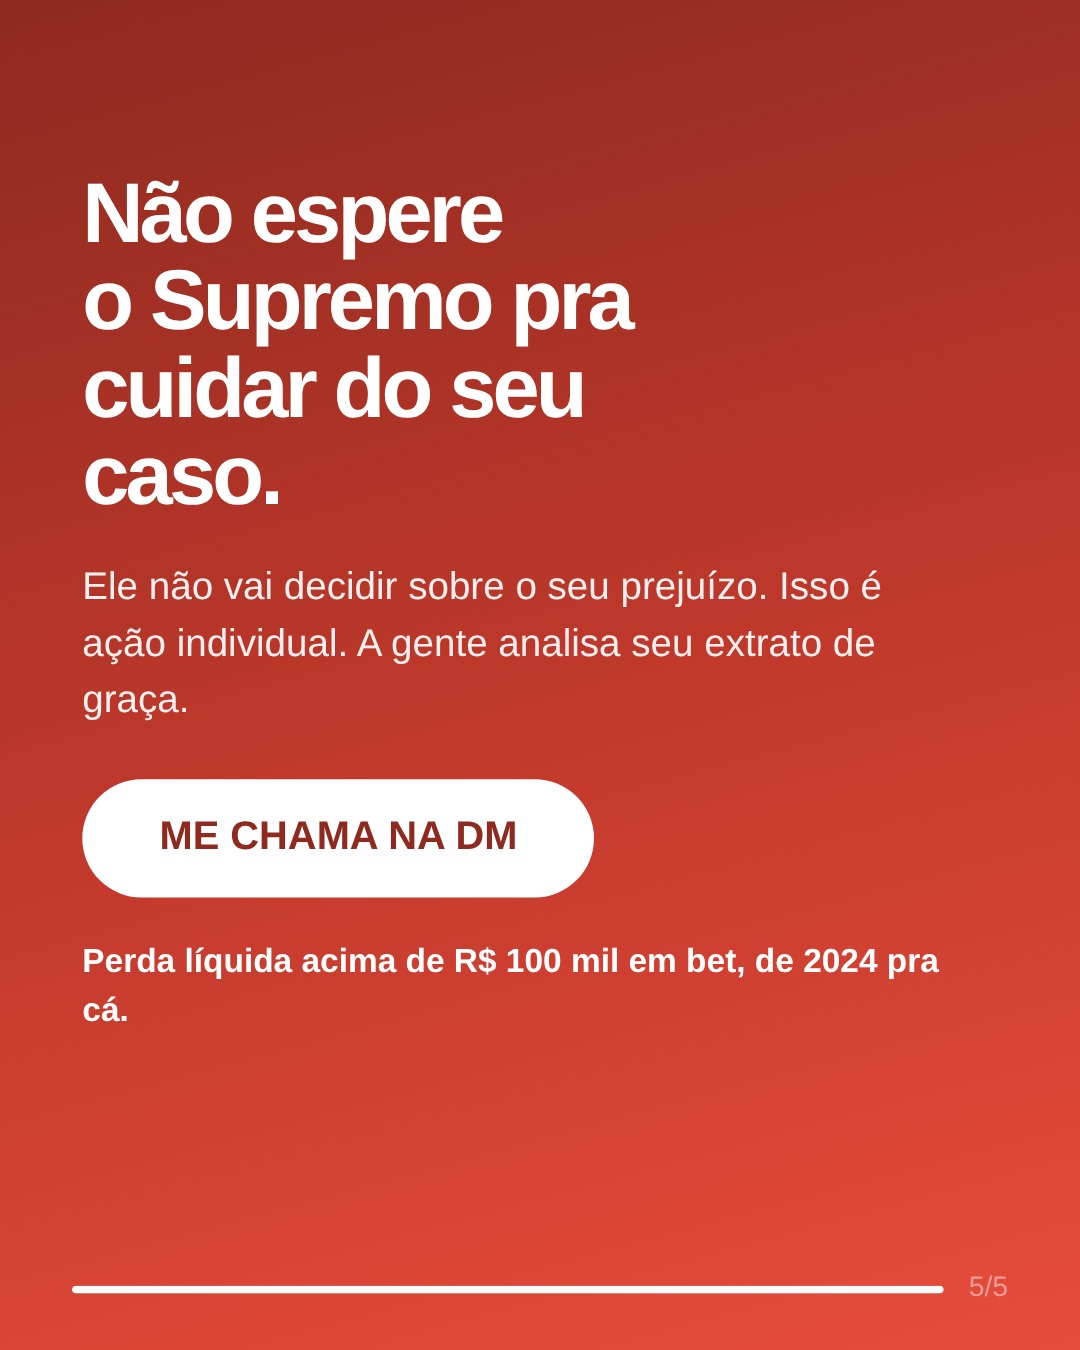 Não espere
o Supremo pra
cuidar do seu
caso.
Ele não vai decidir sobre o seu prejuízo. Isso é
ação individual. A gente analisa seu extrato de
graça.
ME CHAMA NA DM
Perda líquida acima de R$ 100 mil em bet, de 2024 pra
cá.
5/5